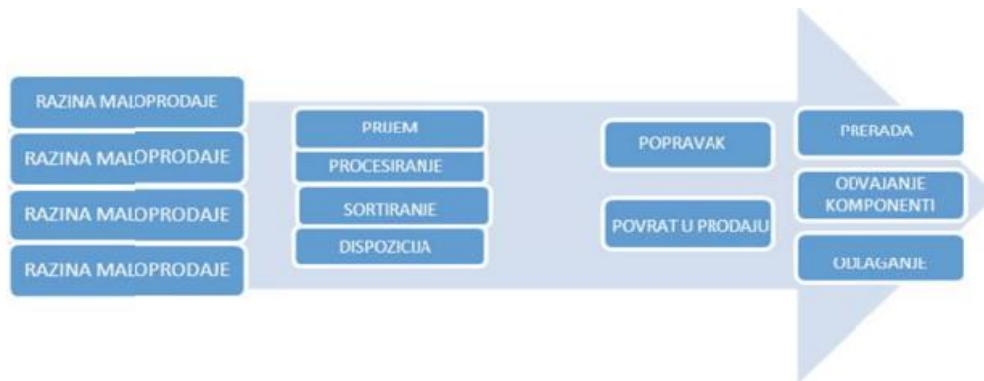 RAZINA MALOPRODAJE
RAZINA MALOPRODAJE
RAZINA MALOPRODAJE
RAZINA MALOPRODAJE
PRIJEM
PROCESIRANJE
SORTIRANJE
DISPOZICIJA
POPRAVAK
POVRAT U PRODAJU
PRERADA
ODVAJANJE
KOMPONENTI
ODLAGANJE